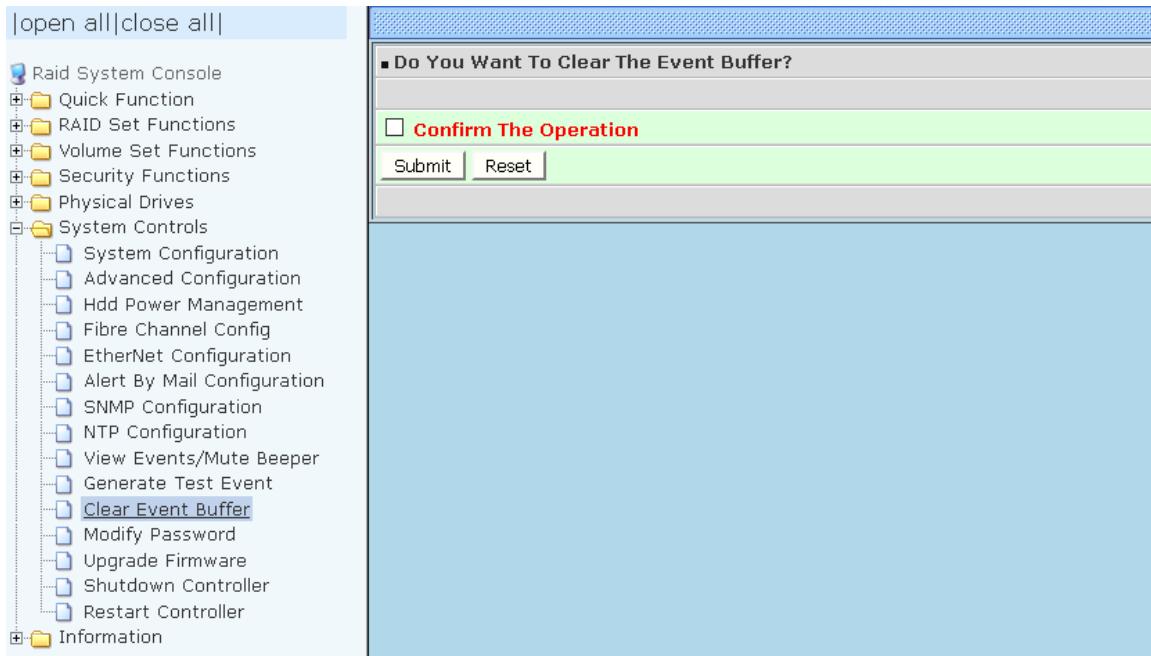 |open all|close all|
Raid System Console
Quick Function
RAID Set Functions
Volume Set Functions
Security Functions
Physical Drives
System Controls
System Configuration
Advanced Configuration
Hdd Power Management
Fibre Channel Config
EtherNet Configuration
Alert By Mail Configuration
SNMP Configuration
NTP Configuration
View Events/Mute Beeper
Generate Test Event
Clear Event Buffer
Modify Password
Upgrade Firmware
Shutdown Controller
Restart Controller
Information
Do You Want To Clear The Event Buffer?
Confirm The Operation
Submit Reset